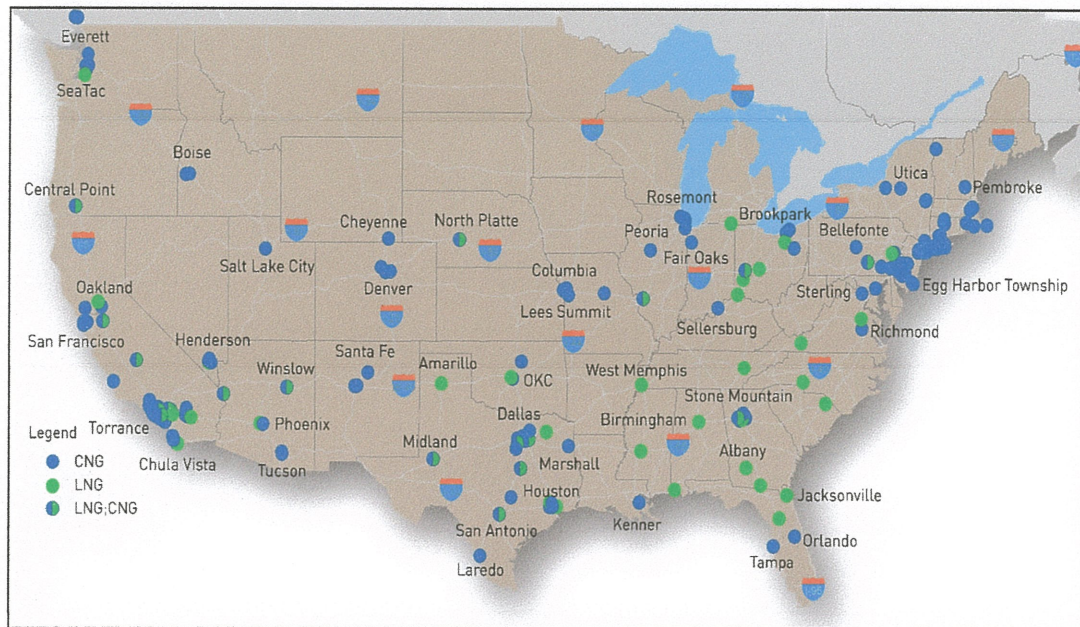 Everett
SeaTac
Boise
Central Point
Utica
Pembroke
Rosemont
Cheyenne
North Platte
Peoria
Brookpark
Bellefonte
Salt Lake City
Fair Oaks
Denver
Columbia
Egg Harbor Township
Oakland
Lees Summit
Sterling
San Francisco
Henderson
Sellersburg
Richmond
Santa Fe
Winslow
Amarillo
OKC
West Memphis
Stone Mountain
Legend
Torrance
Phoenix
Dallas
Birmingham
CNG
Chula Vista
Tucson
Midland
Marshall
Albany
LNG
Houston
Jacksonville
LNG;CNG
San Antonio
Kenner
Orlando
Laredo
Tampa